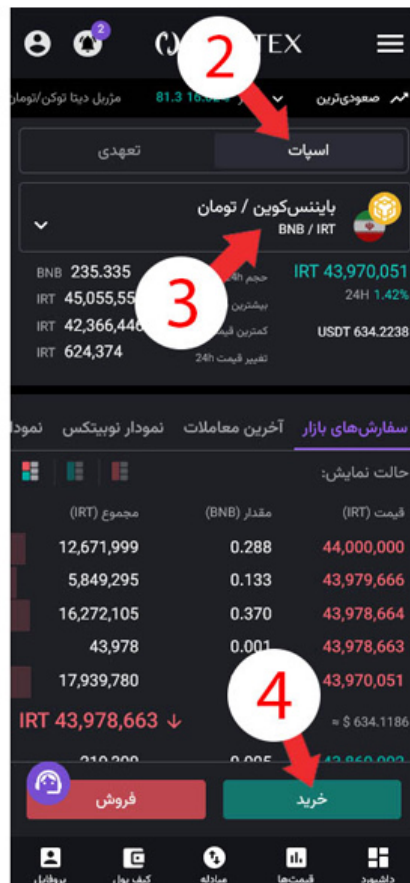 2
TEX
2
صعودی‌ترین
81.3
مژربل دیتا توکن/تومان
اسپات
تعهدی
بایننس‌کوین / تومان
BNB / IRT
3
IRT 43,970,051
24H 1.42%
USDT 634.2238
حجم 24h
BNB 235.335
بیشترین
IRT 45,055,55
کمترین
IRT 42,366,446
تغییر قیمت 24h
IRT 624,374
سفارش‌های بازار
آخرین معاملات
نمودار نوبیتکس
نمودا
حالت نمایش:
قیمت (IRT)
مقدار (BNB)
مجموع (IRT)
44,000,000 0.288 12,671,999
43,979,666 0.133 5,849,295
43,978,664 0.370 16,272,105
43,978,663 0.001 43,978
43,970,051 17,939,780
4
IRT 43,978,663 ↓
≈ $ 634.1186
خرید
فروش
داشبورد
قیمت‌ها
مبادله
کیف پول
پروفایل